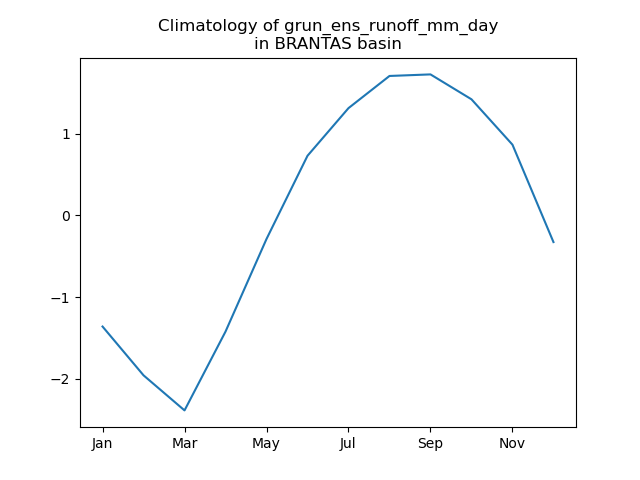 Climatology of grun_ens_runoff_mm_day
in BRANTAS basin
1
0
−1
−2
Jan
Mar
May
Jul
Sep
Nov